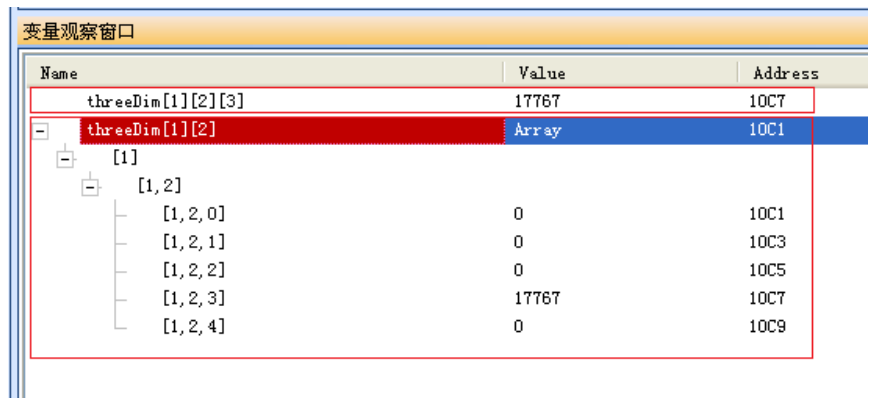 变量观察窗口
Name Value Address
threeDim[1][2][3] 17767 10C7
threeDim[1][2] Array 10C1
[1]
[1,2]
[1,2,0] 0 10C1
[1,2,1] 0 10C3
[1,2,2] 0 10C5
[1,2,3] 17767 10C7
[1,2,4] 0 10C9